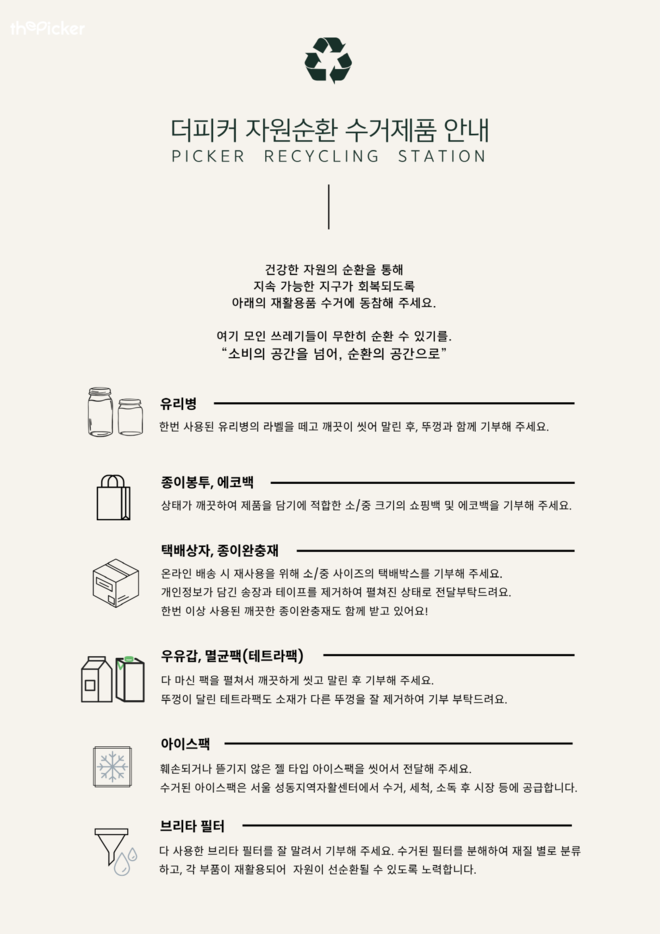 thePicker
더피커 자원순환 수거제품 안내
PICKER RECYCLING STATION
건강한 자원의 순환을 통해
지속 가능한 지구가 회복되도록
아래의 재활용품 수거에 동참해 주세요.
여기 모인 쓰레기들이 무한히 순환 수 있기를.
“소비의 공간을 넘어, 순환의 공간으로”
유리병
한번 사용된 유리병의 라벨을 떼고 깨끗이 씻어 말린 후, 뚜껑과 함께 기부해 주세요.
종이봉투, 에코백
상태가 깨끗하여 제품을 담기에 적합한 소/중 크기의 쇼핑백 및 에코백을 기부해 주세요.
택배상자, 종이완충재
온라인 배송 시 재사용을 위해 소/중 사이즈의 택배박스를 기부해 주세요.
개인정보가 담긴 송장과 테이프를 제거하여 펼쳐진 상태로 전달부탁드려요.
한번 이상 사용된 깨끗한 종이완충재도 함께 받고 있어요!
우유갑, 멸균팩(테트라팩)
다 마신 팩을 펼쳐서 깨끗하게 씻고 말린 후 기부해 주세요.
뚜껑이 달린 테트라팩도 소재가 다른 뚜껑을 잘 제거하여 기부 부탁드려요.
아이스팩
훼손되거나 뜯기지 않은 젤 타입 아이스팩을 씻어서 전달해 주세요.
수거된 아이스팩은 서울 성동지역자활센터에서 수거, 세척, 소독 후 시장 등에 공급합니다.
브리타 필터
다 사용한 브리타 필터를 잘 말려서 기부해 주세요. 수거된 필터를 분해하여 재질 별로 분류
하고, 각 부품이 재활용되어 자원이 선순환될 수 있도록 노력합니다.